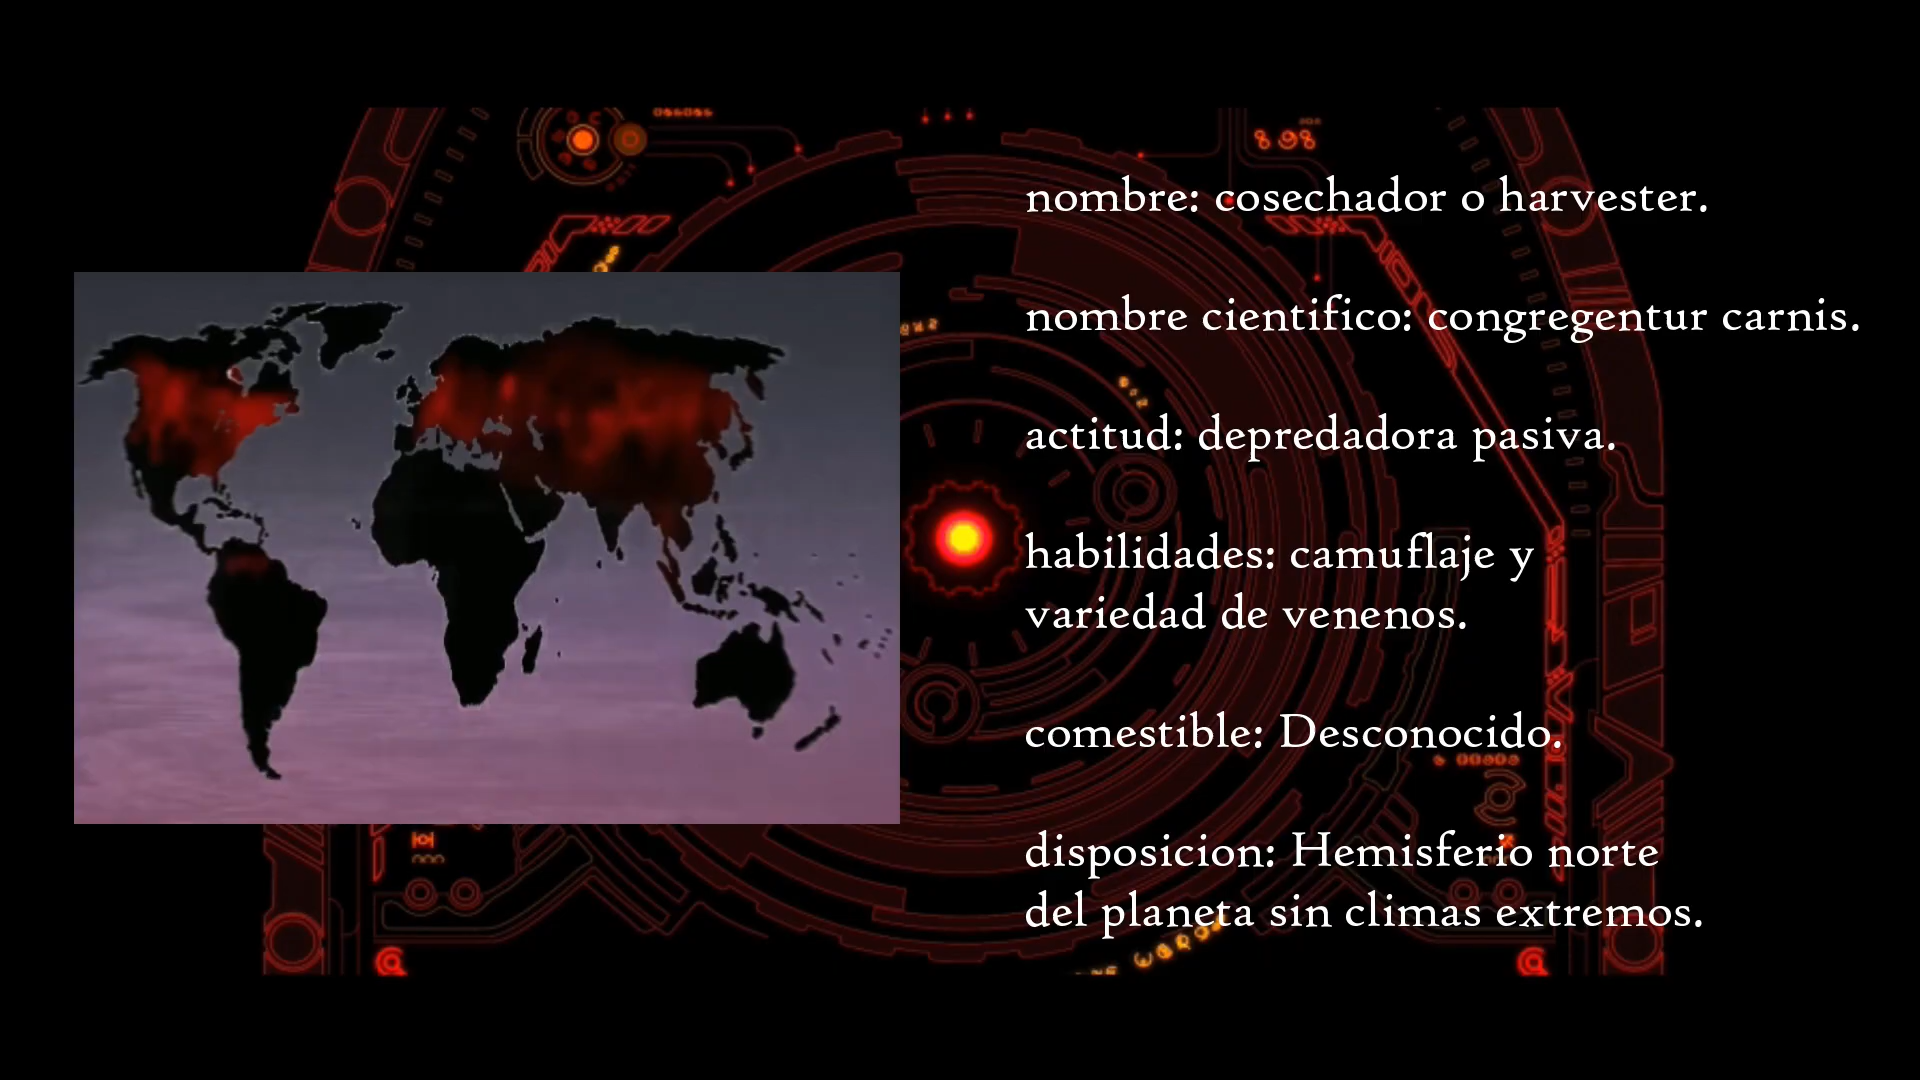 nombre: cosechador o harvester.
nombre cientifico: congregentur carnis.
actitud: depredadora pasiva.
habilidades: camuflaje y
variedad de venenos.
comestible: Desconocido.
disposicion: Hemisferio norte
del planeta sin climas extremos.